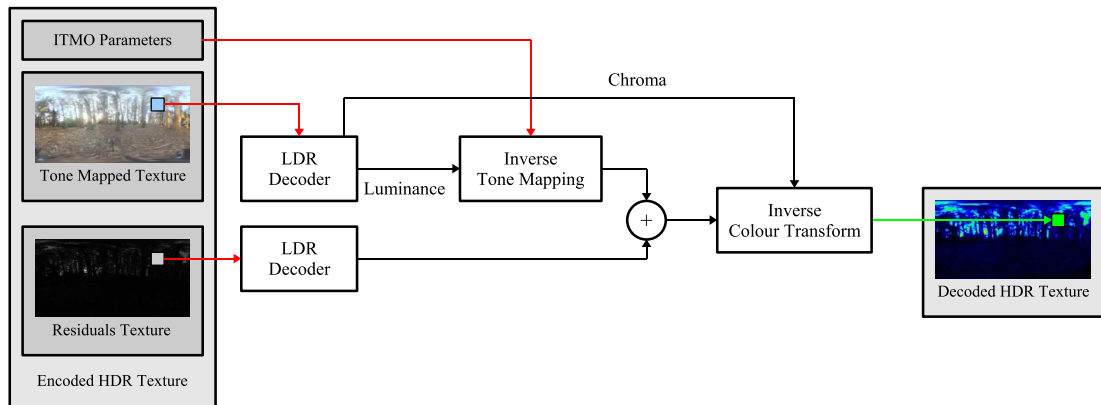 ITMO Parameters
Chroma
Tone Mapped Texture
LDR
Decoder
Luminance
Inverse
Tone Mapping
+
Inverse
Colour Transform
LDR
Decoder
Residuals Texture
Encoded HDR Texture
Decoded HDR Texture